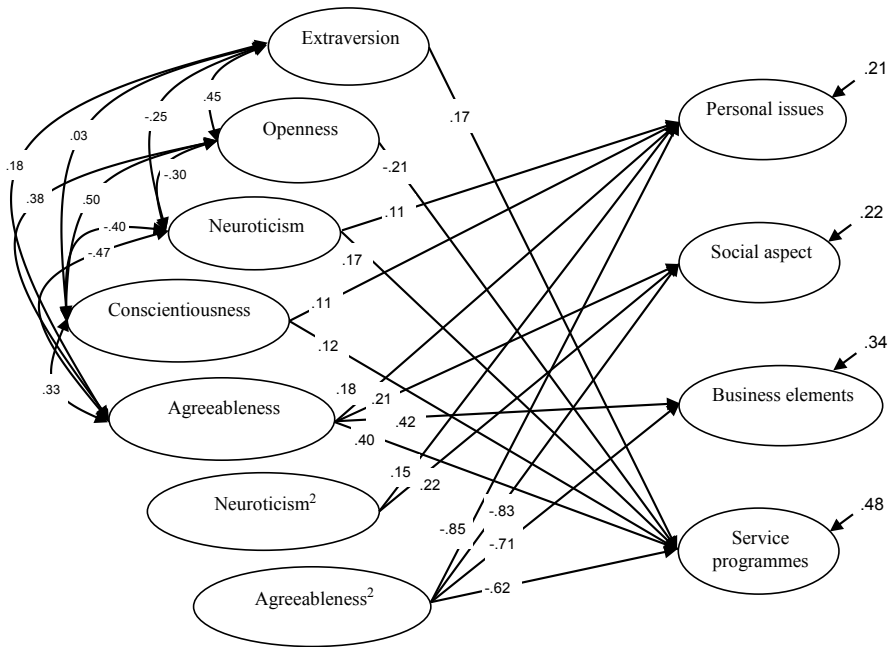 Extraversion
.21
Personal issues
.45
-.25
.17
.03
Openness
.18
-.21
.38
.50
-.30
Neuroticism
.11
.22
Social aspect
-.40
-.47
.17
Conscientiousness
.11
.12
.34
.33
Agreeableness
.18
.21
.42
Business elements
.40
.15
.22
Neuroticism2
-.83
-.85
-.71
.48
Service
programmes
-.62
Agreeableness2